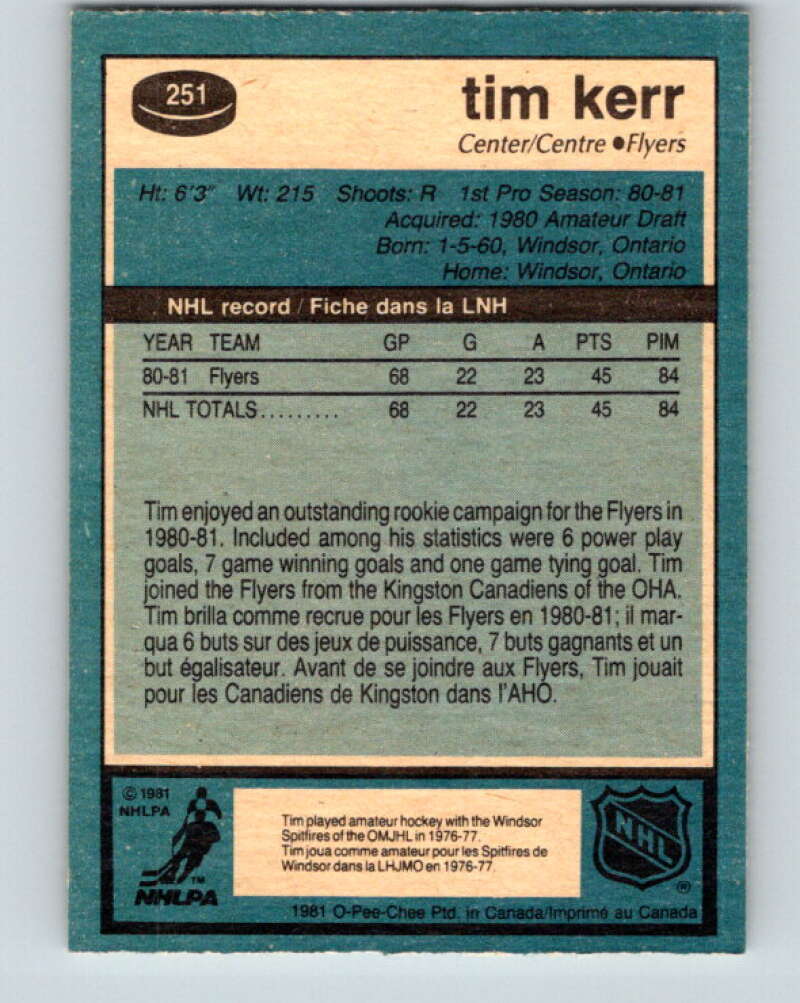 251
tim kerr
Center/Centre ●Flyers
Ht: 6'3" Wt: 215 Shoots: R 1st Pro Season: 80-81
Acquired: 1980 Amateur Draft
Born: 1-5-60, Windsor, Ontario
Home: Windsor, Ontario
NHL record / Fiche dans la LNH
YEAR TEAM GP G A PTS PIM
80-81 Flyers 68 22 23 45 84
NHL TOTALS......... 68 22 23 45 84
Tim enjoyed an outstanding rookie campaign for the Flyers in
1980-81. Included among his statistics were 6 power play
goals, 7 game winning goals and one game tying goal. Tim
joined the Flyers from the Kingston Canadiens of the OHA.
Tim brilla comme recrue pour les Flyers en 1980-81; il mar-
qua 6 buts sur des jeux de puissance, 7 buts gagnants et un
but égalisateur. Avant de se joindre aux Flyers, Tim jouait
pour les Canadiens de Kingston dans l'AHO.
© 1981
NHLPA
TM
NHLPA
Tim played amateur hockey with the Windsor
Spitfires of the OMJHL in 1976-77.
Tim joua comme amateur pour les Spitfires de
Windsor dans la LHJMO en 1976-77.
NHL
®
1981 O-Pee-Chee Ptd. in Canada/Imprimé au Canada